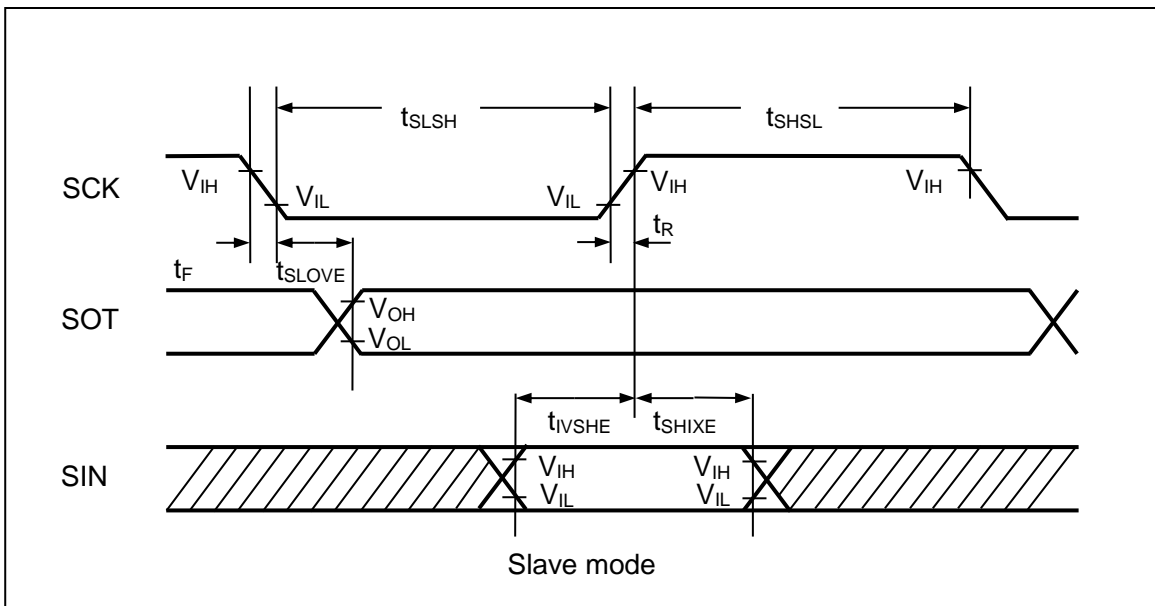 tSLSH tSHSL
SCK VIH VIL VIL VIH VIH
tR
tF tSLOVE
SOT VOH
VOL
tIVSHE tSHIXE
SIN VIH VIH
VIL VIL
Slave mode